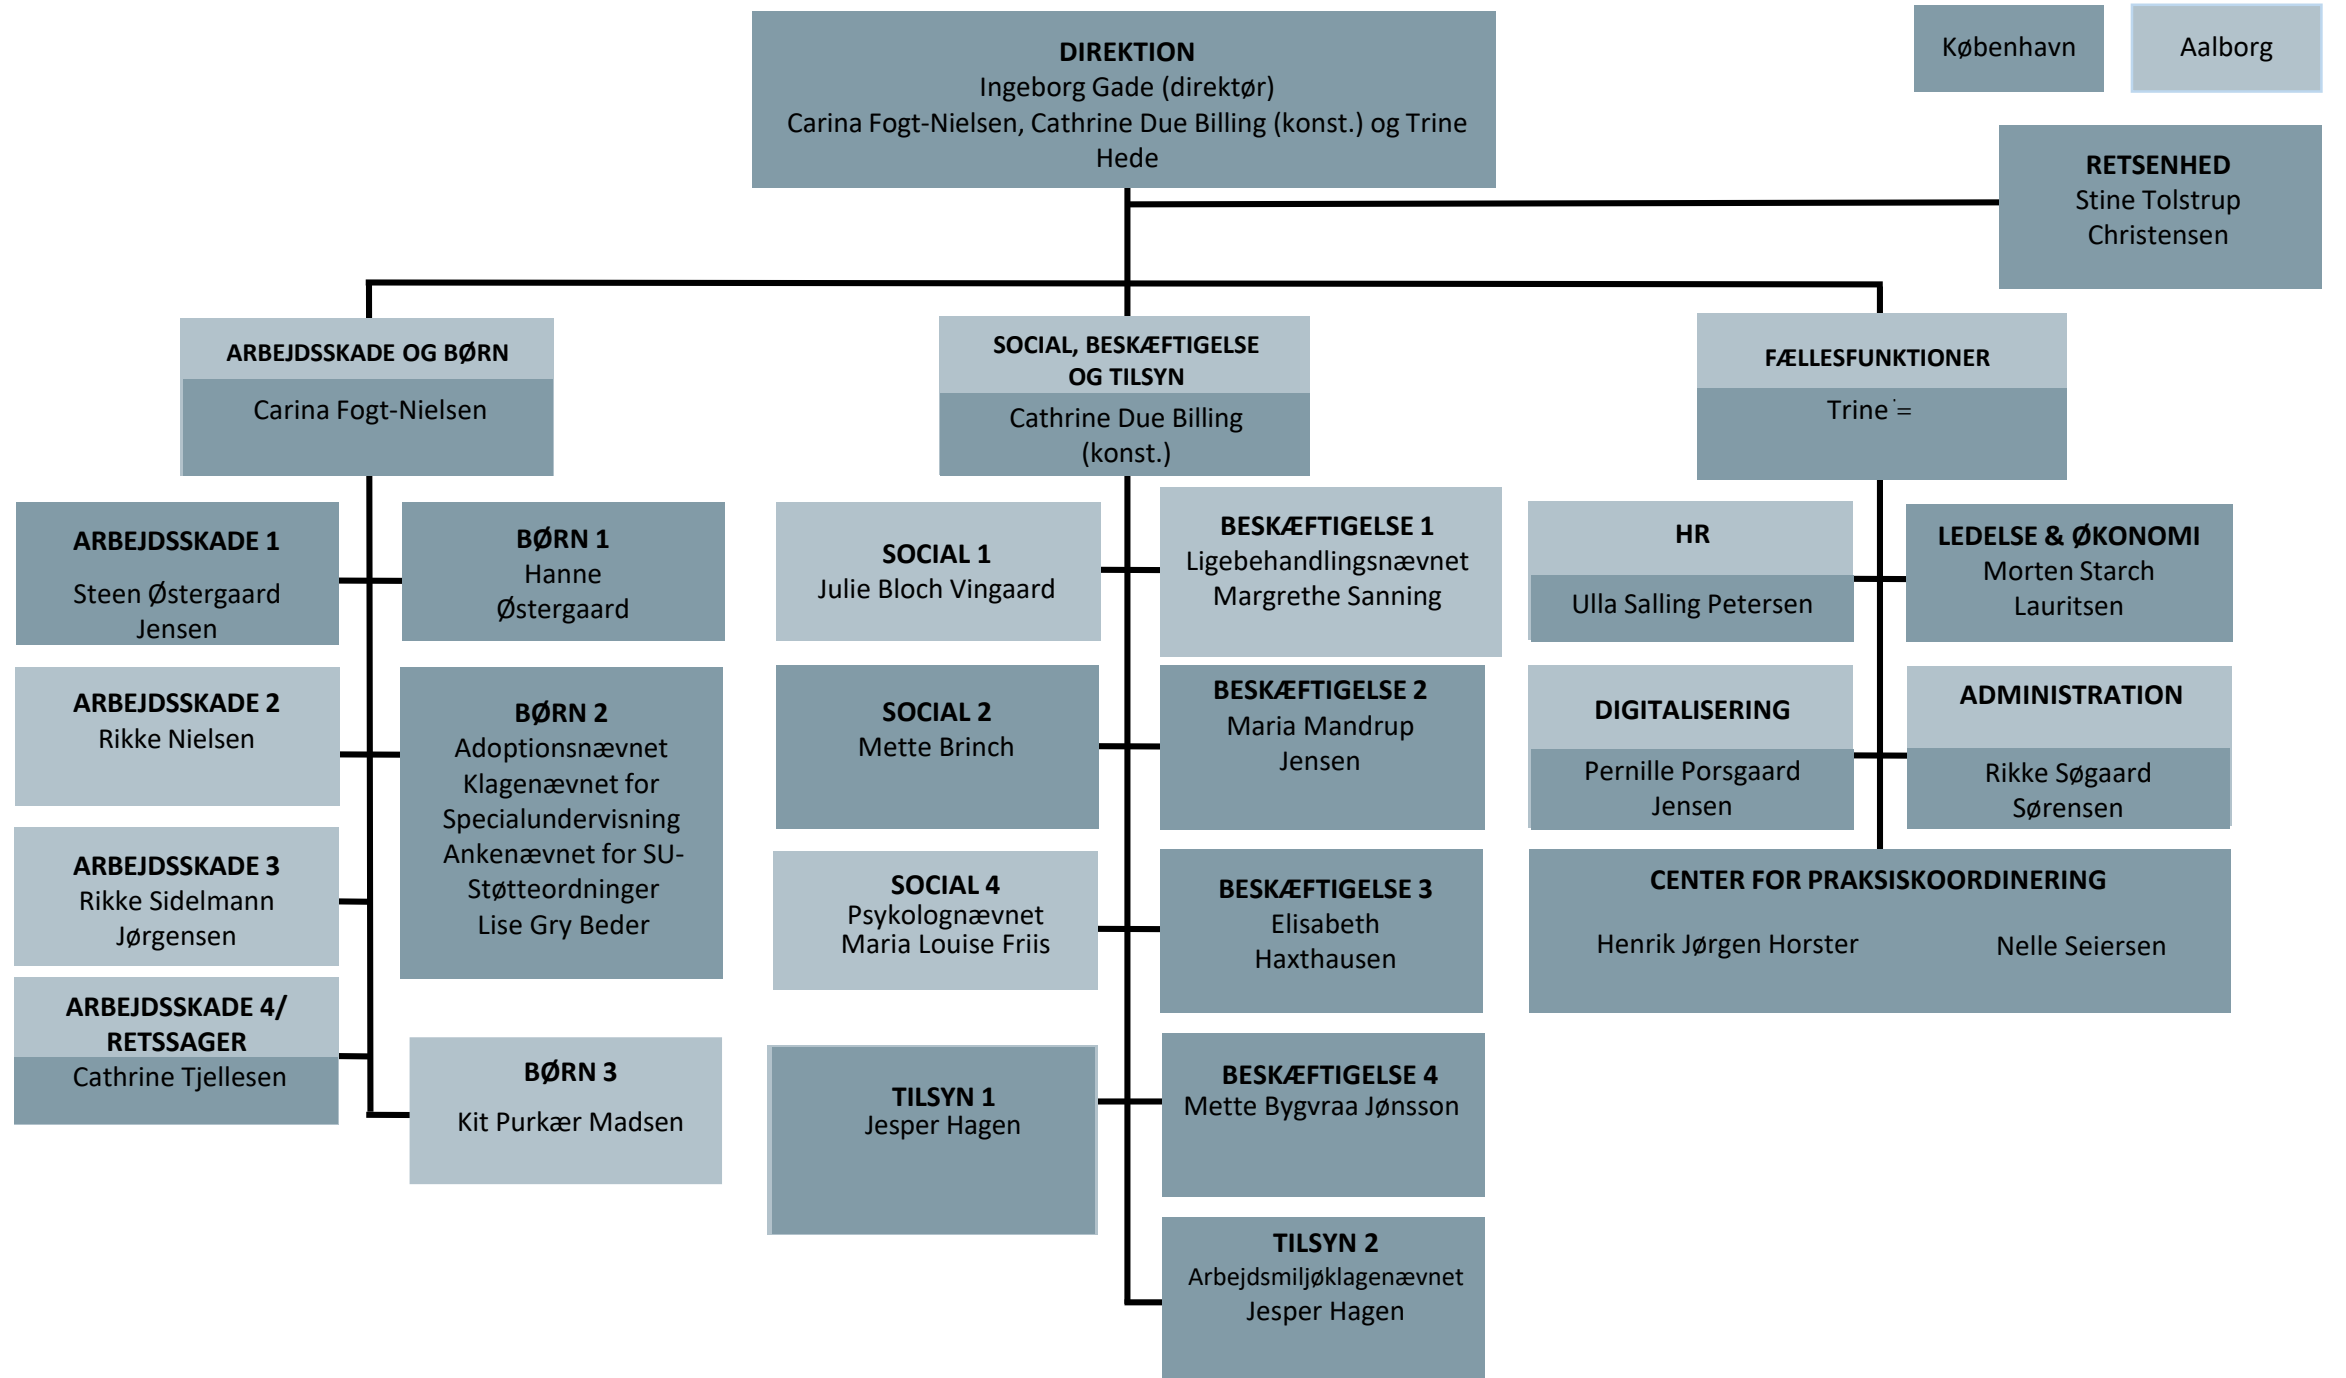 DIREKTION
Ingeborg Gade (direktør)
Carina Fogt-Nielsen, Cathrine Due Billing (konst.) og Trine
Hede
København
Aalborg
RETSENHED
Stine Tolstrup
Christensen
ARBEJDSSKADE OG BØRN
Carina Fogt-Nielsen
SOCIAL, BESKÆFTIGELSE
OG TILSYN
Cathrine Due Billing
(konst.)
FÆLLESFUNKTIONER
Trine
ARBEJDSSKADE 1
Steen Østergaard
Jensen
BØRN 1
Hanne
Østergaard
ARBEJDSSKADE 2
Rikke Nielsen
BØRN 2
Adoptionsnævnet
Klagenævnet for
Specialundervisning
Ankenævnet for SU-
Støtteordninger
Lise Gry Beder
ARBEJDSSKADE 3
Rikke Sidelmann
Jørgensen
ARBEJDSSKADE 4/
RETSSAGER
Cathrine Tjellesen
BØRN 3
Kit Purkær Madsen
SOCIAL 1
Julie Bloch Vingaard
BESKÆFTIGELSE 1
Ligebehandlingsnævnet
Margrethe Sanning
SOCIAL 2
Mette Brinch
BESKÆFTIGELSE 2
Maria Mandrup
Jensen
SOCIAL 4
Psykolognævnet
Maria Louise Friis
BESKÆFTIGELSE 3
Elisabeth
Haxthausen
TILSYN 1
Jesper Hagen
BESKÆFTIGELSE 4
Mette Bygvraa Jønsson
TILSYN 2
Arbejdsmiljøklagenævnet
Jesper Hagen
HR
Ulla Salling Petersen
LEDELSE & ØKONOMI
Morten Starch
Lauritsen
DIGITALISERING
Pernille Porsgaard
Jensen
ADMINISTRATION
Rikke Søgaard
Sørensen
CENTER FOR PRAKSISKOORDINERING
Henrik Jørgen Horster
Nelle Seiersen